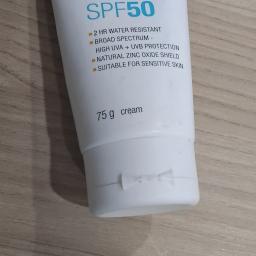 SPF50
2 HR WATER RESISTANT
BROAD SPECTRUM -
HIGH UVA + UVB PROTECTION
NATURAL ZINC OXIDE SHIELD
SUITABLE FOR SENSITIVE SKIN
75 g cream